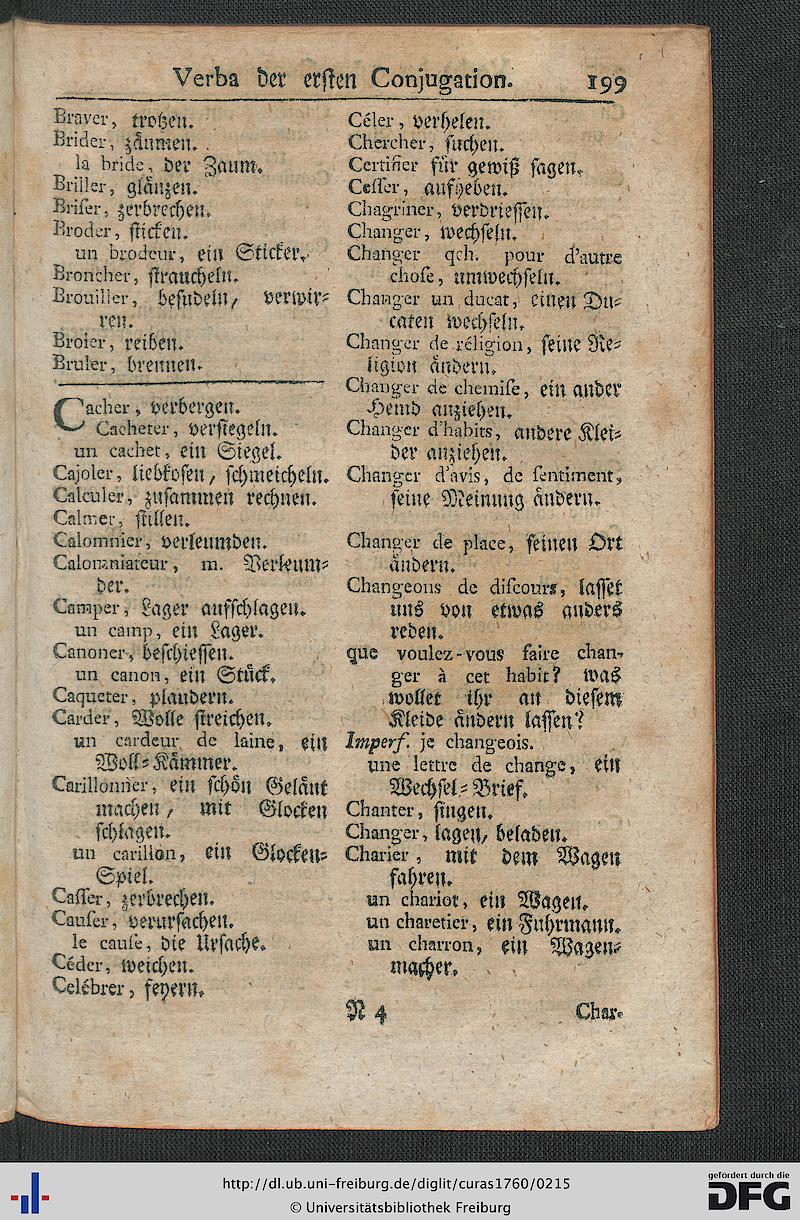 Verba der erſten Conjugation. 199
Braver, trotzen.
Brider, zäumen.
la bride, der Zaum.
Briller, glänzen.
Briſer, zerbrechen.
Broder, ſticken.
un brodeur, ein Sticker.
Broncher, ſtraucheln.
Brouiller, beſudeln, verwir-
ren.
Broier, reiben.
Bruler, brennen.
Cacher, verbergen.
Cacheter, verſiegeln.
un cachet, ein Siegel.
Cajoler, liebkoſen, ſchmeicheln.
Calculer, zuſammen rechnen.
Calmer, ſtillen.
Calomnier, verleumden.
Calomniateur, m. Verleum-
der.
Camper, Lager aufſchlagen.
un camp, ein Lager.
Canoner, beſchieſſen.
un canon, ein Stück.
Caqueter, plaudern.
Carder, Wolle ſtreichen.
un cardeur de laine, ein
Woll-Kämmer.
Carillonner, ein ſchön Geläut
machen, mit Glocken
ſchlagen.
un carillon, ein Glocken-
Spiel.
Caſſer, zerbrechen.
Cauſer, verurſachen.
le cauſe, die Urſache.
Céder, weichen.
Celébrer, feyern.
Céler, verhelen.
Chercher, ſuchen.
Certifier für gewiß ſagen.
Ceſſer, aufheben.
Chagriner, verdrieſſen.
Changer, wechſeln.
Changer qch. pour d'autre
choſe, umwechſeln.
Changer un ducat, einen Du-
caten wechſeln.
Changer de réligion, ſeine Re-
ligion ändern.
Changer de chemiſe, ein ander
Hemd anziehen.
Changer d'habits, andere Klei-
der anziehen.
Changer d'avis, de ſentiment,
ſeine Meinung ändern.
Changer de place, ſeinen Ort
ändern.
Changeons de diſcours, laſſet
uns von etwas anders
reden.
que voulez-vous faire chan-
ger à cet habit? was
wollet ihr an dieſem
Kleide ändern laſſen?
Imperf. je changeois.
une lettre de change, ein
Wechſel-Brief.
Chanter, ſingen.
Changer, lagen, beladen.
Charier, mit dem Wagen
fahren.
un chariot, ein Wagen.
un charetier, ein Fuhrmann.
un charron, ein Wagen-
macher.
N 4 Char-
http://dl.ub.uni-freiburg.de/diglit/curas1760/0215
© Universitätsbibliothek Freiburg
gefördert durch die
DFG